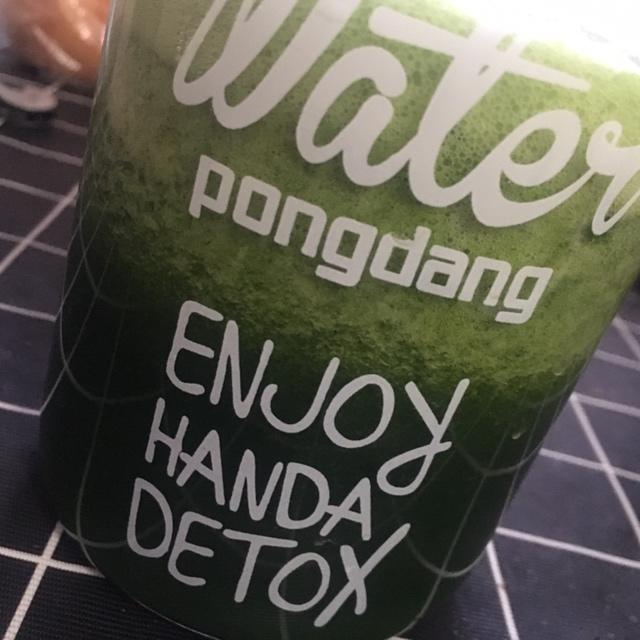 Water
pongdang
ENJOY
HANDA
DETOX